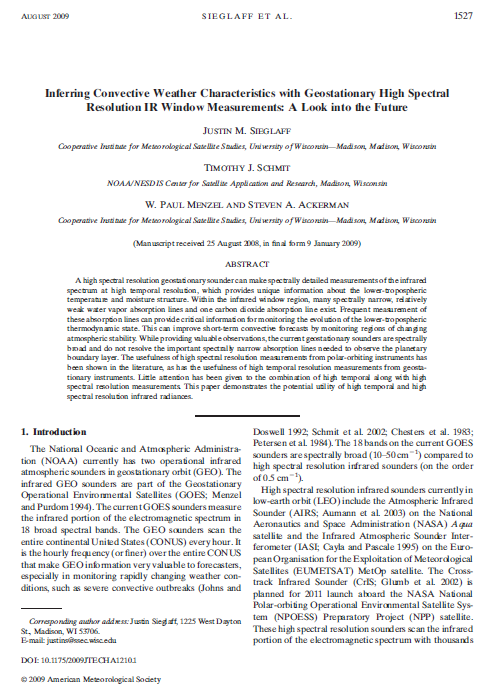 AUGUST 2009 SIEGLAFF ET AL. 1527
Inferring Convective Weather Characteristics with Geostationary High Spectral
Resolution IR Window Measurements: A Look into the Future
JUSTIN M. SIEGLAFF
Cooperative Institute for Meteorological Satellite Studies, University of Wisconsin—Madison, Madison, Wisconsin
TIMOTHY J. SCHMIT
NOAA/NESDIS Center for Satellite Application and Research, Madison, Wisconsin
W. PAUL MENZEL AND STEVEN A. ACKERMAN
Cooperative Institute for Meteorological Satellite Studies, University of Wisconsin—Madison, Madison, Wisconsin
(Manuscript received 25 August 2008, in final form 9 January 2009)
ABSTRACT
A high spectral resolution geostationary sounder can make spectrally detailed measurements of the infrared
spectrum at high temporal resolution, which provides unique information about the lower-tropospheric
temperature and moisture structure. Within the infrared window region, many spectrally narrow, relatively
weak water vapor absorption lines and one carbon dioxide absorption line exist. Frequent measurement of
these absorption lines can provide critical information for monitoring the evolution of the lower-tropospheric
thermodynamic state. This can improve short-term convective forecasts by monitoring regions of changing
atmospheric stability. While providing valuable observations, the current geostationary sounders are spectrally
broad and do not resolve the important spectrally narrow absorption lines needed to observe the planetary
boundary layer. The usefulness of high spectral resolution measurements from polar-orbiting instruments has
been shown in the literature, as has the usefulness of high temporal resolution measurements from geosta-
tionary instruments. Little attention has been given to the combination of high temporal along with high
spectral resolution measurements. This paper demonstrates the potential utility of high temporal and high
spectral resolution infrared radiances.
1. Introduction
The National Oceanic and Atmospheric Administra-
tion (NOAA) currently has two operational infrared
atmospheric sounders in geostationary orbit (GEO). The
infrared GEO sounders are part of the Geostationary
Operational Environmental Satellites (GOES; Menzel
and Purdom 1994). The current GOES sounders measure
the infrared portion of the electromagnetic spectrum in
18 broad spectral bands. The GEO sounders scan the
entire continental United States (CONUS) every hour. It
is the hourly frequency (or finer) over the entire CONUS
that make GEO information very valuable to forecasters,
especially in monitoring rapidly changing weather con-
ditions, such as severe convective outbreaks (Johns and
Corresponding author address: Justin Sieglaff, 1225 West Dayton
St., Madison, WI 53706.
E-mail: justins@ssec.wisc.edu
DOI: 10.1175/2009JTECHA1210.1
© 2009 American Meteorological Society
Doswell 1992; Schmit et al. 2002; Chesters et al. 1983;
Petersen et al. 1984). The 18 bands on the current GOES
sounders are spectrally broad (10–50 cm−1) compared to
high spectral resolution infrared sounders (on the order
of 0.5 cm−1).
High spectral resolution infrared sounders currently in
low-earth orbit (LEO) include the Atmospheric Infrared
Sounder (AIRS; Aumann et al. 2003) on the National
Aeronautics and Space Administration (NASA) Aqua
satellite and the Infrared Atmospheric Sounder Inter-
ferometer (IASI; Cayla and Pascale 1995) on the Euro-
pean Organisation for the Exploitation of Meteorological
Satellites (EUMETSAT) MetOp satellite. The Cross-
track Infrared Sounder (CrIS; Glumb et al. 2002) is
planned for 2011 launch aboard the NASA National
Polar-orbiting Operational Environmental Satellite Sys-
tem (NPOESS) Preparatory Project (NPP) satellite.
These high spectral resolution sounders scan the infrared
portion of the electromagnetic spectrum with thousands